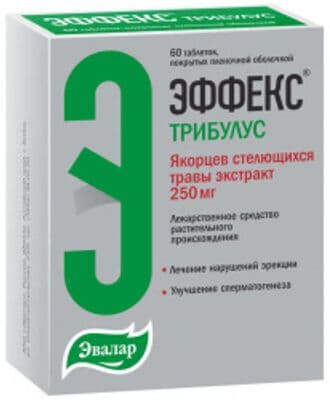 60 таблеток,
покрытых пленочной оболочкой
Э
ЭФФЕКС®
ТРИБУЛУС
Якорцев стелющихся
травы экстракт
250 мг
Лекарственное средство
растительного
происхождения
• Лечение нарушений эрекции
• Улучшение сперматогенеза
Эвалар